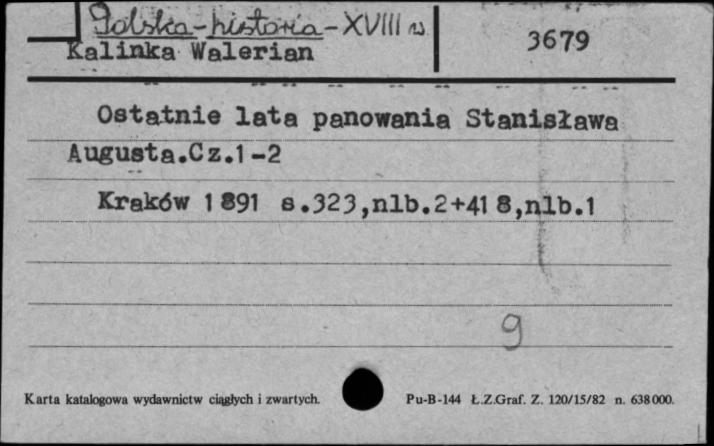 Polska-historia-XVIII w
Kalinka Walerian
3679
Ostatnie lata panowania Stanisława
Augusta.Cz.1-2
Kraków 1891 s.323,nlb.2+418,nlb.1
9
Karta katalogowa wydawnictw ciągłych i zwartych.
Pu-B-144 Ł.Z.Graf. Z. 120/15/82 n. 638000.